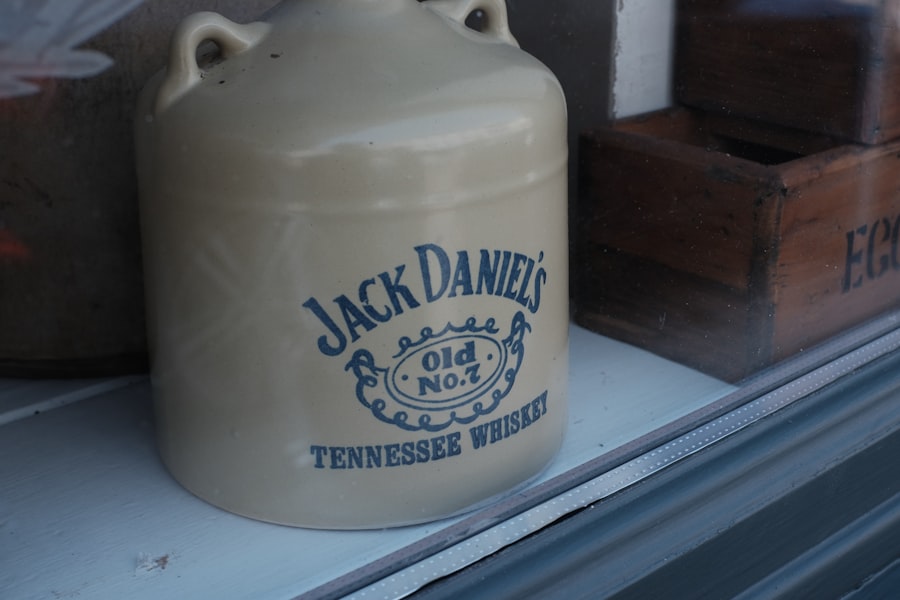 JACK DANIEL'S
Old
No.7
TENNESSEE WHISKEY